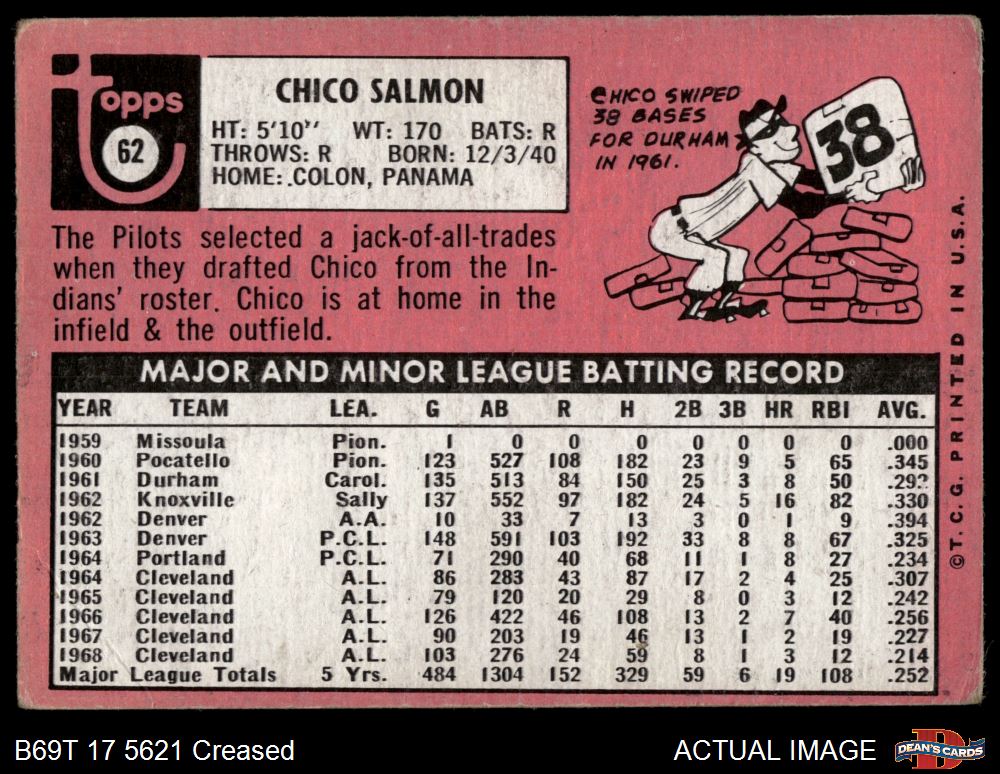 topps
62
CHICO SALMON
HT: 5'10" WT: 170 BATS: R
THROWS: R BORN: 12/3/40
HOME: COLON, PANAMA
CHICO SWIPED
38 BASES
FOR DURHAM
IN 1961.
38
The Pilots selected a jack-of-all-trades
when they drafted Chico from the In-
dians' roster. Chico is at home in the
infield & the outfield.
MAJOR AND MINOR LEAGUE BATTING RECORD
YEAR TEAM LEA. G AB R H 2B 3B HR RBI AVG.
1959 Missoula Pion. 1 0 0 0 0 0 0 0 .000
1960 Pocatello Pion. 123 527 108 182 23 9 5 65 .345
1961 Durham Carol. 135 513 84 150 25 3 8 50
1962 Knoxville Sally 137 552 97 182 24 5 16 82 .330
1962 Denver A.A. 10 33 7 13 3 0 1 9 .394
1963 Denver P.C.L. 148 591 103 192 33 8 8 67 .325
1964 Portland P.C.L. 71 290 40 68 11 1 8 27 .234
1964 Cleveland A.L. 86 283 43 87 17 2 4 25 .307
1965 Cleveland A.L. 79 120 20 29 8 0 3 12 .242
1966 Cleveland A.L. 126 422 46 108 13 2 7 40 .256
1967 Cleveland A.L. 90 203 19 46 13 1 2 19 .227
1968 Cleveland A.L. 103 276 24 59 8 1 3 12 .214
Major League Totals 5 Yrs. 484 1304 152 329 59 6 19 108 .252
©T.C.G. PRINTED IN U.S.A.
B69T 17 5621 Creased
ACTUAL IMAGE
DEAN'S CARDS